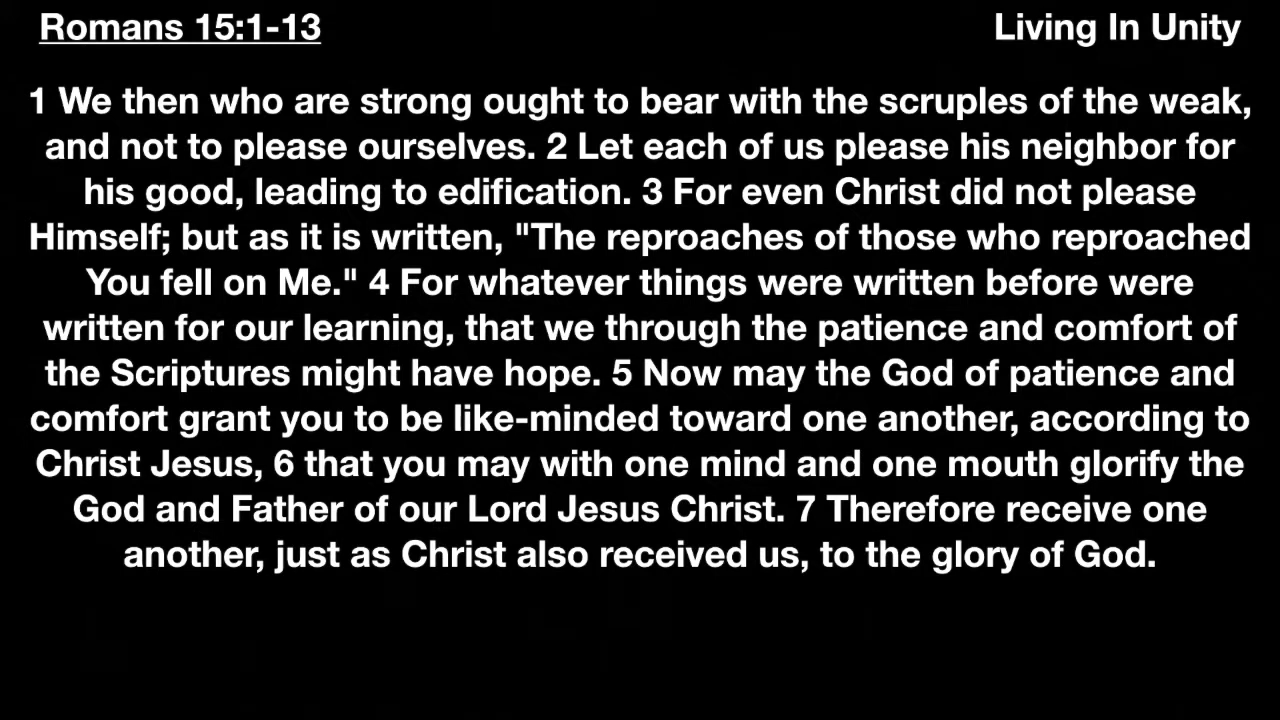 Romans 15:1-13
Living In Unity
1 We then who are strong ought to bear with the scruples of the weak,
and not to please ourselves. 2 Let each of us please his neighbor for
his good, leading to edification. 3 For even Christ did not please
Himself; but as it is written, "The reproaches of those who reproached
You fell on Me." 4 For whatever things were written before were
written for our learning, that we through the patience and comfort of
the Scriptures might have hope. 5 Now may the God of patience and
comfort grant you to be like-minded toward one another, according to
Christ Jesus, 6 that you may with one mind and one mouth glorify the
God and Father of our Lord Jesus Christ. 7 Therefore receive one
another, just as Christ also received us, to the glory of God.